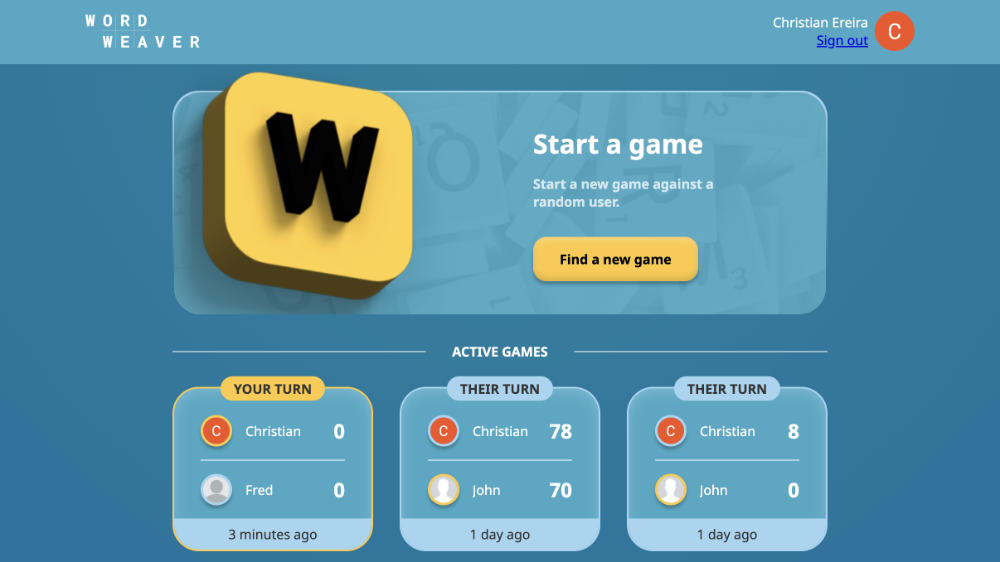 WORD
WEAVER
Christian Ereira
Sign out
C
W
Start a game
Start a new game against a
random user.
Find a new game
ACTIVE GAMES
YOUR TURN
C Christian 0
Fred 0
3 minutes ago
THEIR TURN
C Christian 78
John 70
1 day ago
THEIR TURN
C Christian 8
John 0
1 day ago